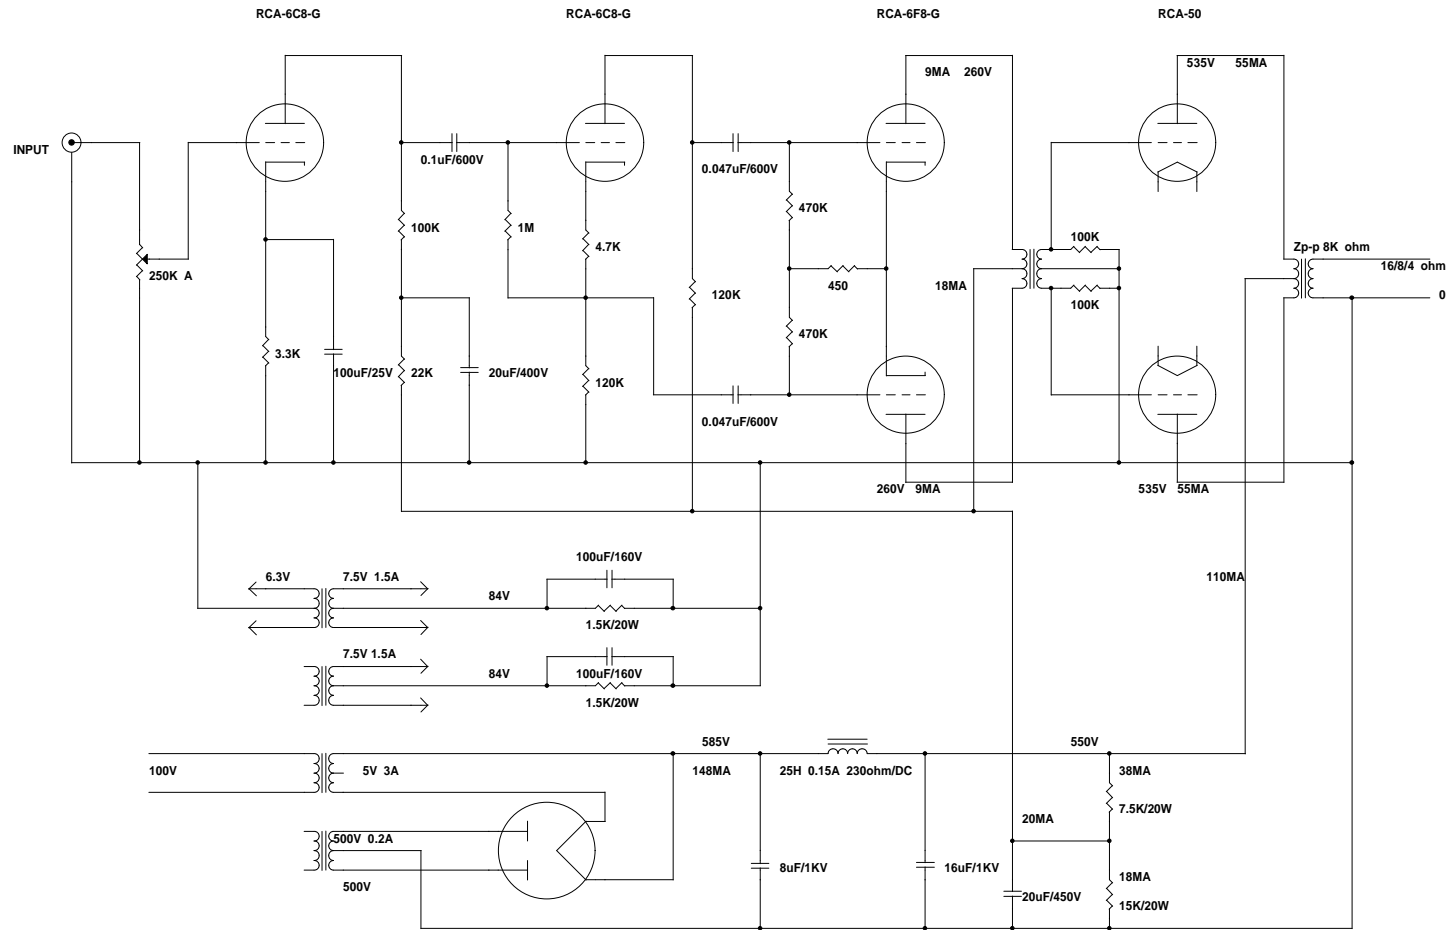 RCA-6C8-G
RCA-6C8-G
RCA-6F8-G
RCA-50
9MA 260V
535V 55MA
INPUT
0.1uF/600V
0.047uF/600V
470K
100K
1M
4.7K
100K
Zp-p 8K ohm
16/8/4 ohm
250K A
450
18MA
120K
0
100K
470K
3.3K
100uF/25V
22K
20uF/400V
120K
0.047uF/600V
260V 9MA
535V 55MA
100uF/160V
6.3V
7.5V 1.5A
84V
110MA
1.5K/20W
7.5V 1.5A
84V
100uF/160V
1.5K/20W
585V
550V
100V
5V 3A
148MA
25H 0.15A 230ohm/DC
38MA
7.5K/20W
20MA
500V 0.2A
8uF/1KV
16uF/1KV
18MA
500V
20uF/450V
15K/20W